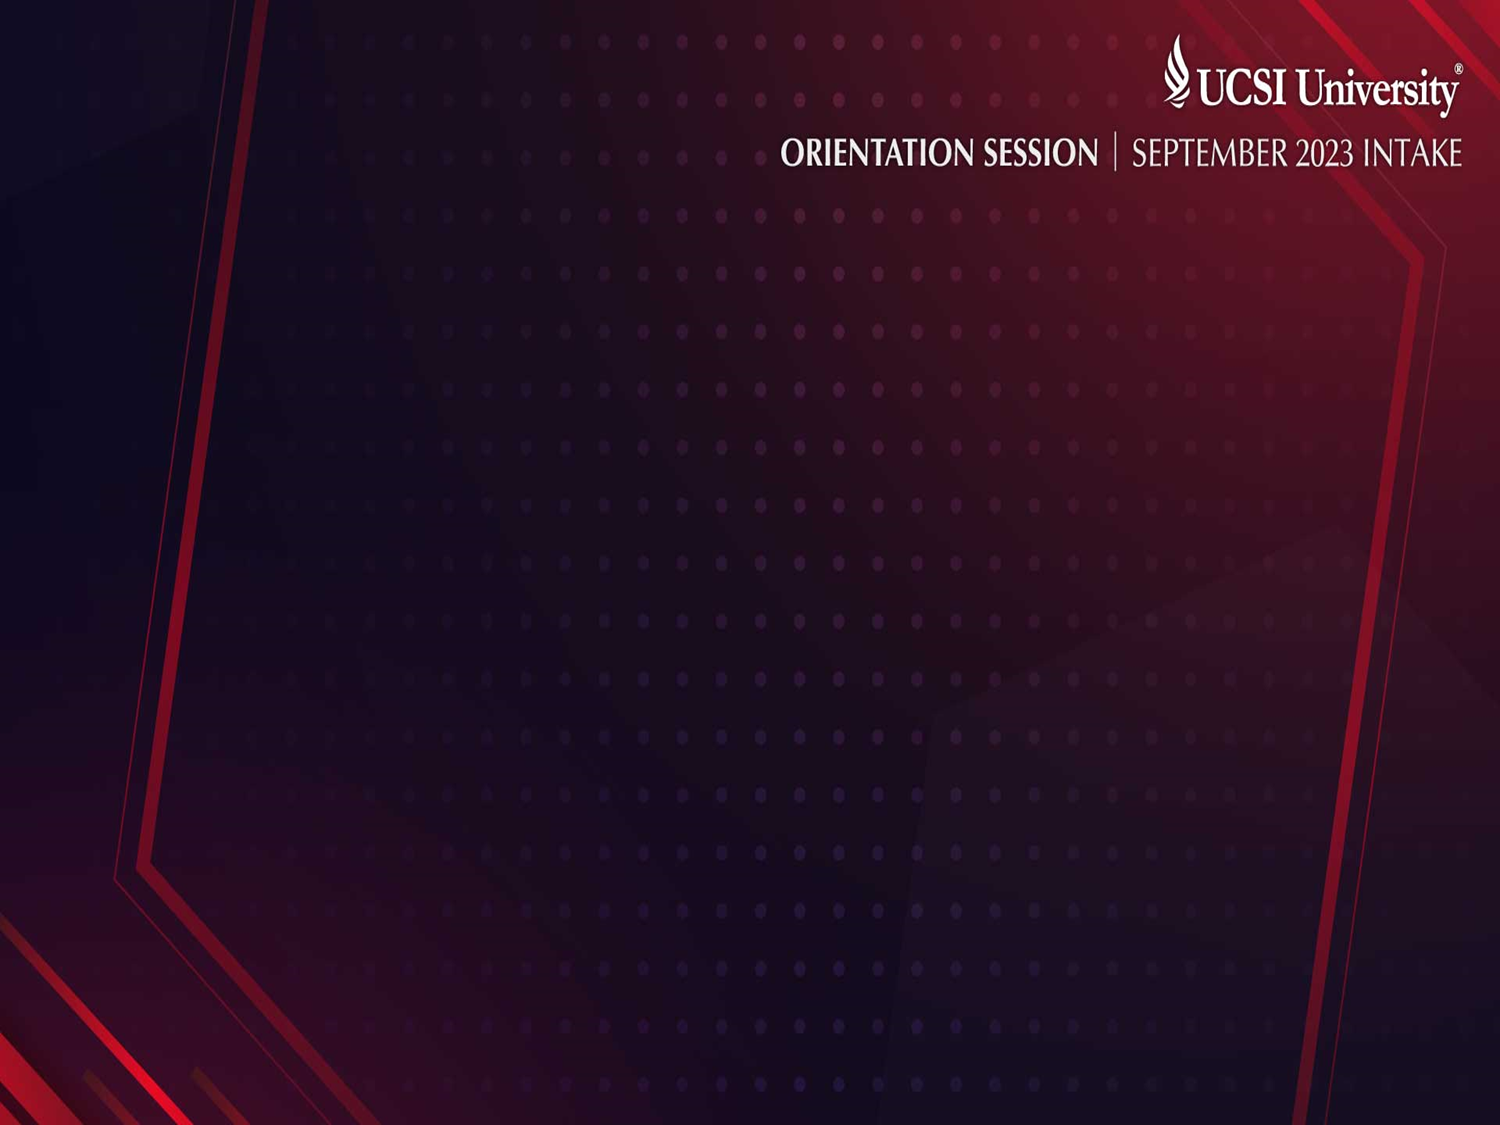 UCSI University®
ORIENTATION SESSION | SEPTEMBER 2023 INTAKE